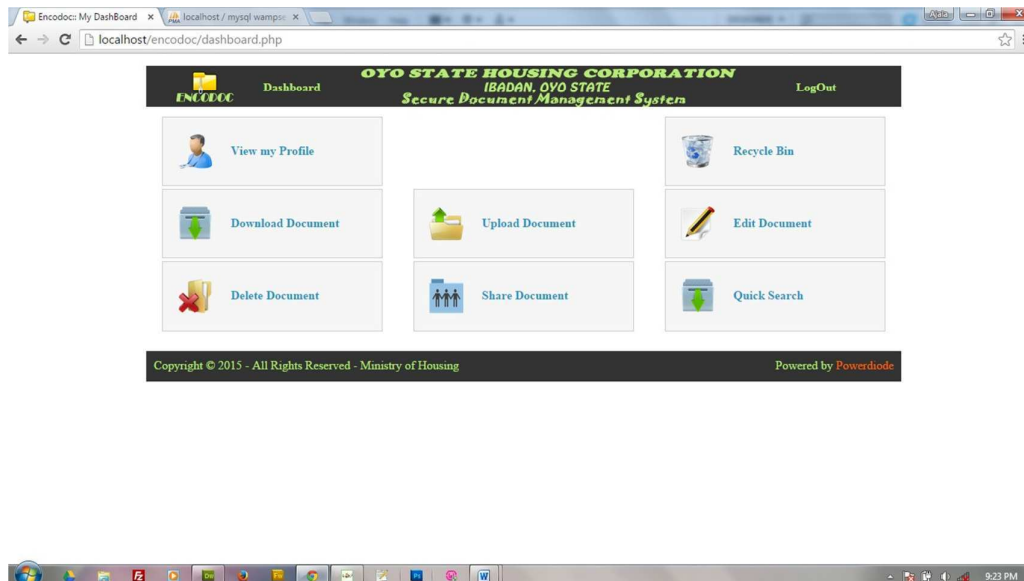 Encodoc:: My DashBoard
localhost / mysql wampse
Ajala
localhost/encodoc/dashboard.php
ENCODOC
Dashboard
OYO STATE HOUSING CORPORATION
IBADAN, OYO STATE
Secure Document Management System
LogOut
View my Profile
Recycle Bin
Download Document
Upload Document
Edit Document
Delete Document
Share Document
Quick Search
Copyright © 2015 - All Rights Reserved - Ministry of Housing
Powered by Powerdiode
9:23 PM